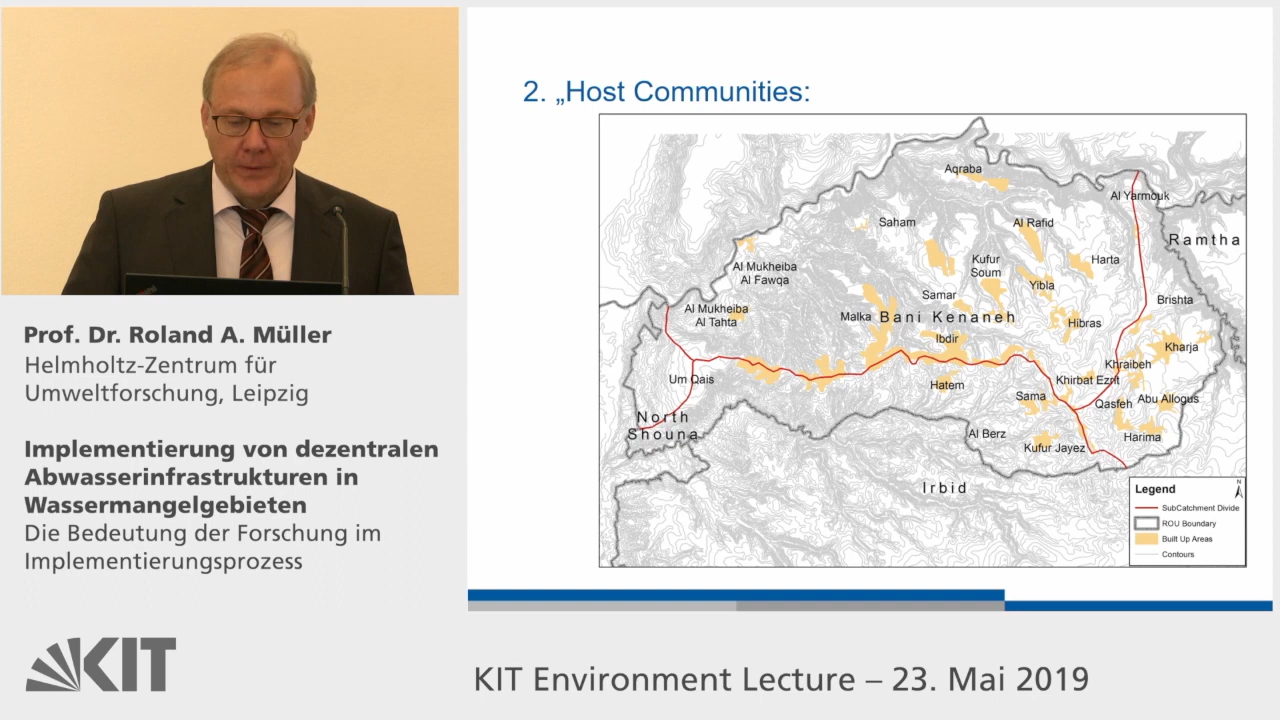 Prof. Dr. Roland A. Müller
Helmholtz-Zentrum für
Umweltforschung, Leipzig
Implementierung von dezentralen
Abwasserinfrastrukturen in
Wassermangelgebieten
Die Bedeutung der Forschung im
Implementierungsprozess
KIT
2. „Host Communities:
Aqraba
Al Yarmouk
Saham
Al Rafid
Ramtha
Kufur
Soum
Harta
Al Mukheiba
Al Fawqa
Yibla
Samar
Brishta
Al Mukheiba
Al Tahta
Malka
Bani Kenaneh
Hibras
Ibdir
Kharja
Khraibeh
Um Qais
Khirbat Ezrit
Hatem
Sama
Qasfeh
Abu Allogus
North
Shouna
Al Berz
Harima
Kufur Jayez
Irbid
Legend
N
SubCatchment Divide
ROU Boundary
Built Up Areas
Contours
KIT Environment Lecture – 23. Mai 2019